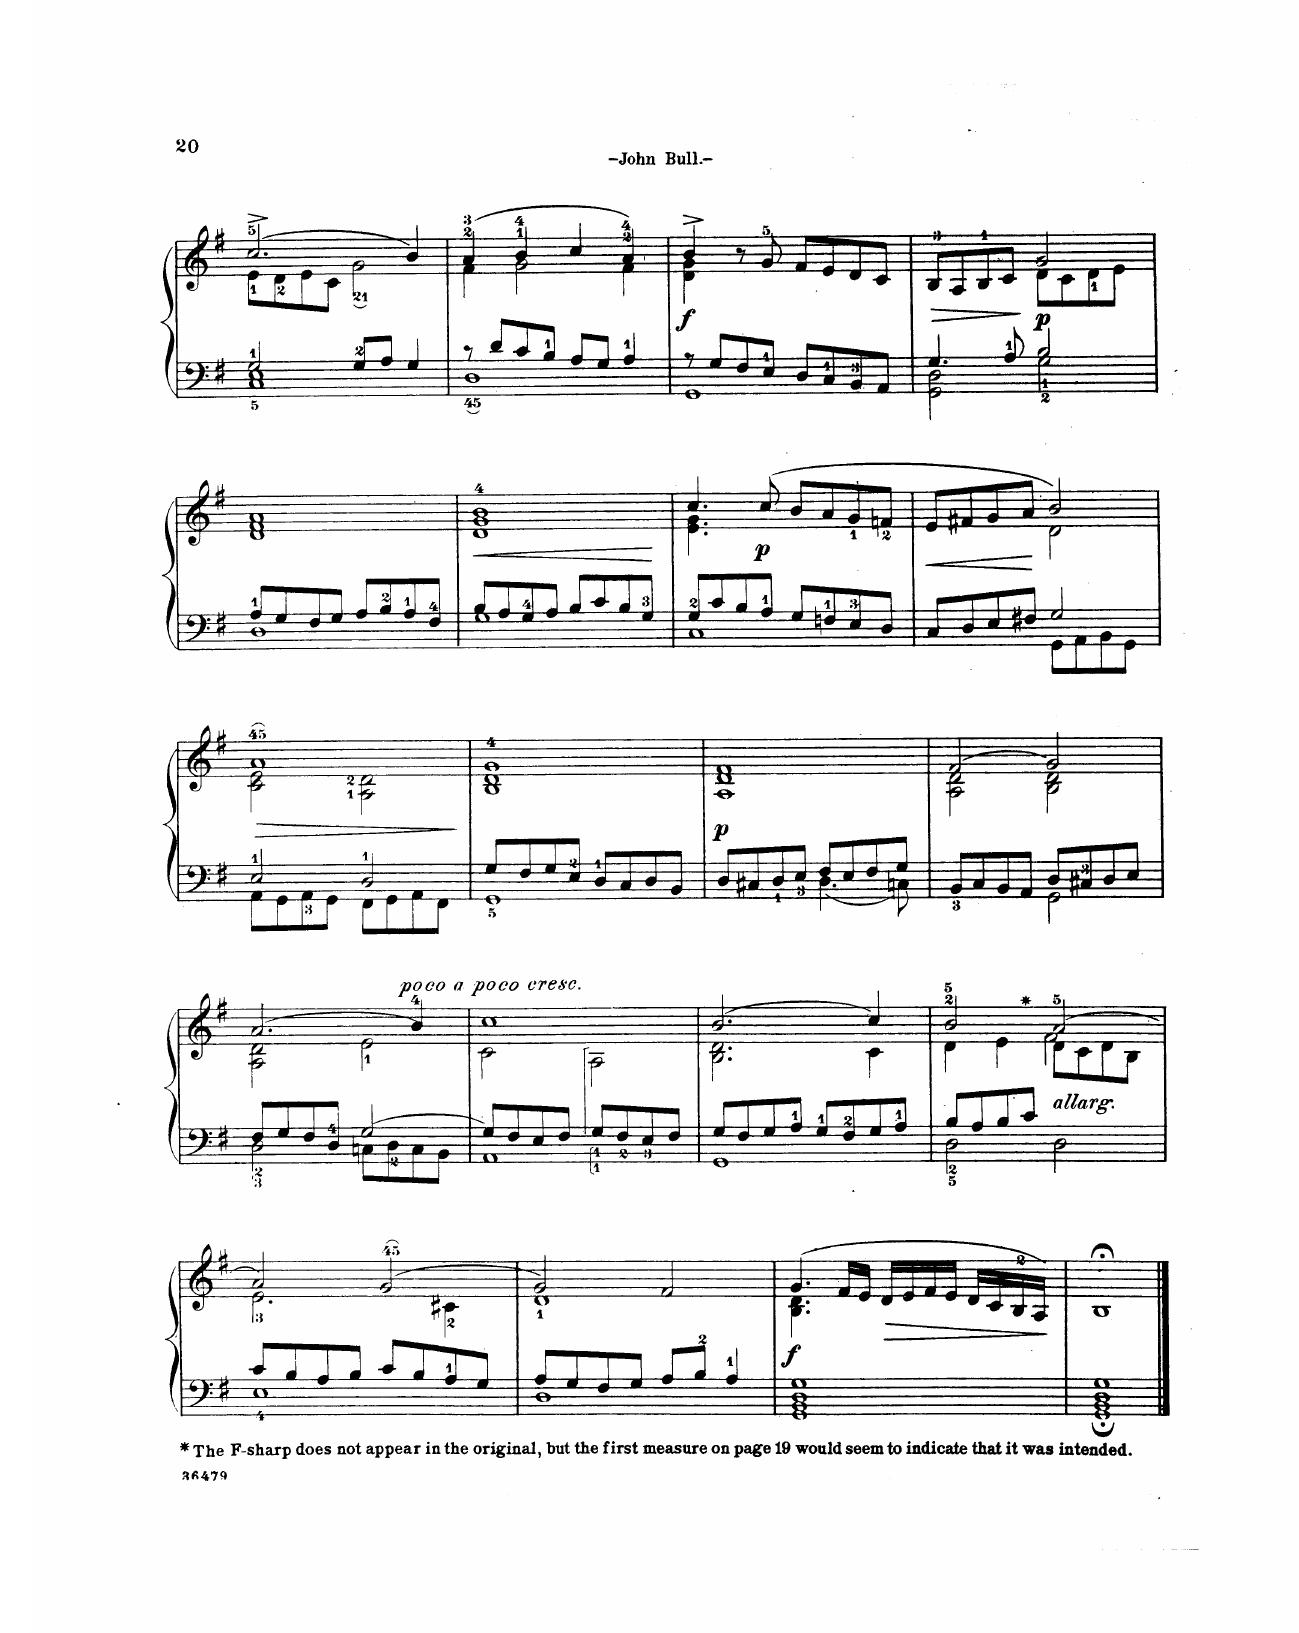 20
-John Bull.-
f
p
p
p
poco a poco cresc.
*
allarg.
f
* The F-sharp does not appear in the original, but the first measure on page 19 would seem to indicate that it was intended.
36479